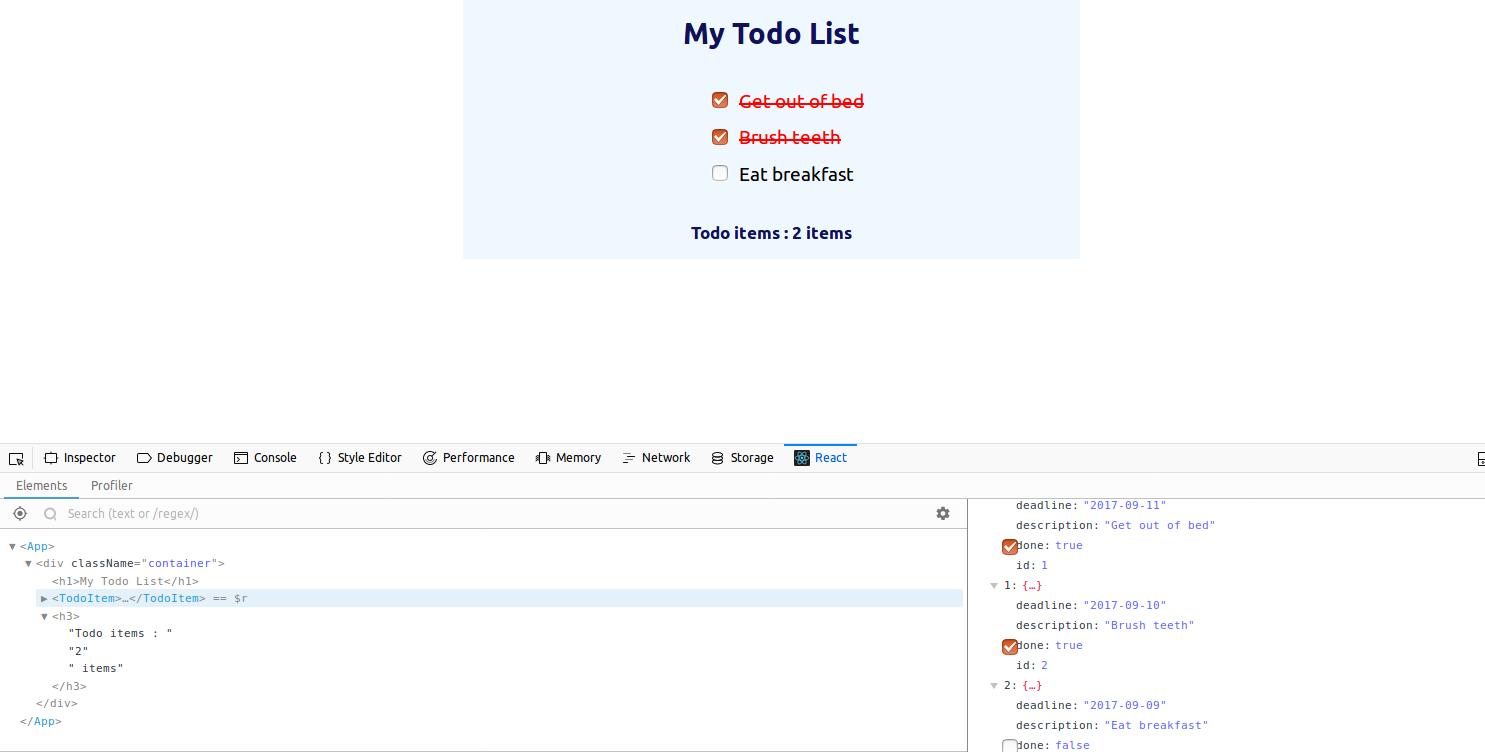 My Todo List
Get out of bed
Brush teeth
Eat breakfast
Todo items : 2 items
Inspector Debugger Console { } Style Editor Performance Memory Network Storage React
Elements Profiler
Search (text or /regex/)
<App>
<div className="container">
<h1>My Todo List</h1>
<TodoItem>…</TodoItem> == $r
<h3>
"Todo items : "
"2"
" items"
</h3>
</div>
</App>
deadline: "2017-09-11"
description: "Get out of bed"
done: true
id: 1
1: {…}
deadline: "2017-09-10"
description: "Brush teeth"
done: true
id: 2
2: {…}
deadline: "2017-09-09"
description: "Eat breakfast"
done: false